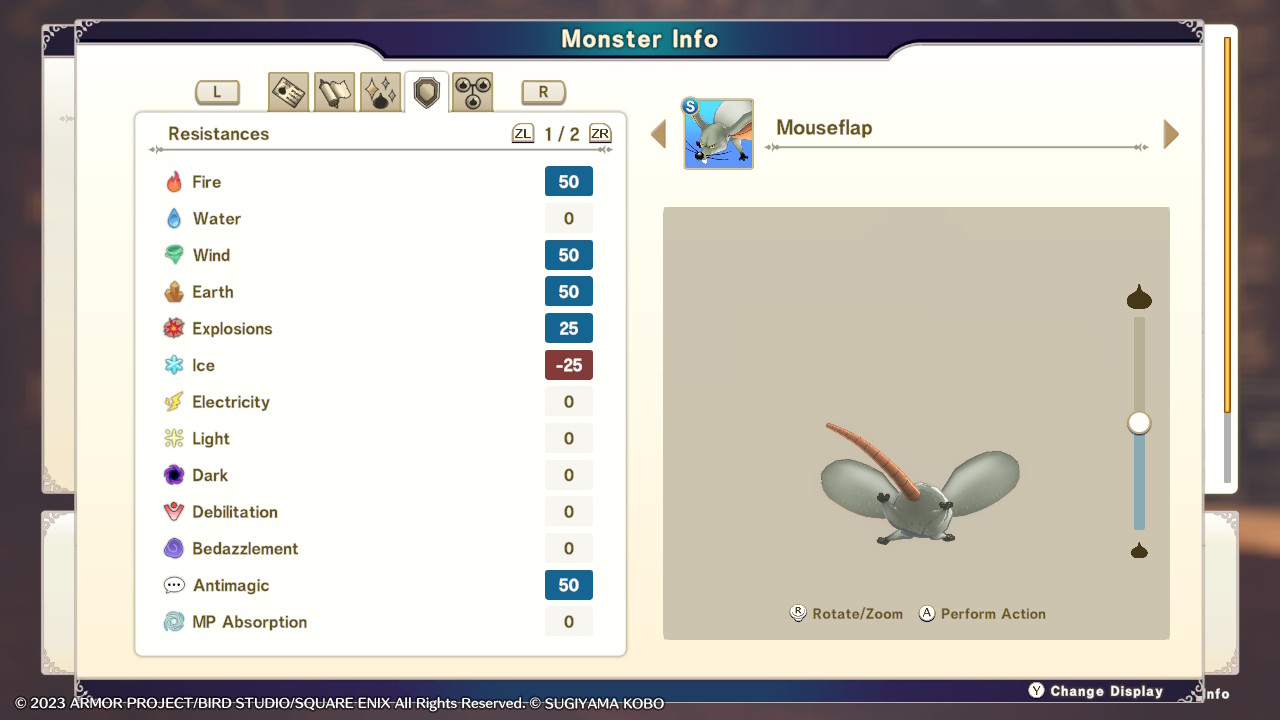 Monster Info
L
R
Resistances
ZL 1 / 2 ZR
S
Mouseflap
Fire 50
Water 0
Wind 50
Earth 50
Explosions 25
Ice -25
Electricity 0
Light 0
Dark 0
Debilitation 0
Bedazzlement 0
Antimagic 50
MP Absorption 0
R Rotate/Zoom A Perform Action
Y Change Display
Info
© 2023 ARMOR PROJECT/BIRD STUDIO/SQUARE ENIX All Rights Reserved. © SUGIYAMA KOBO